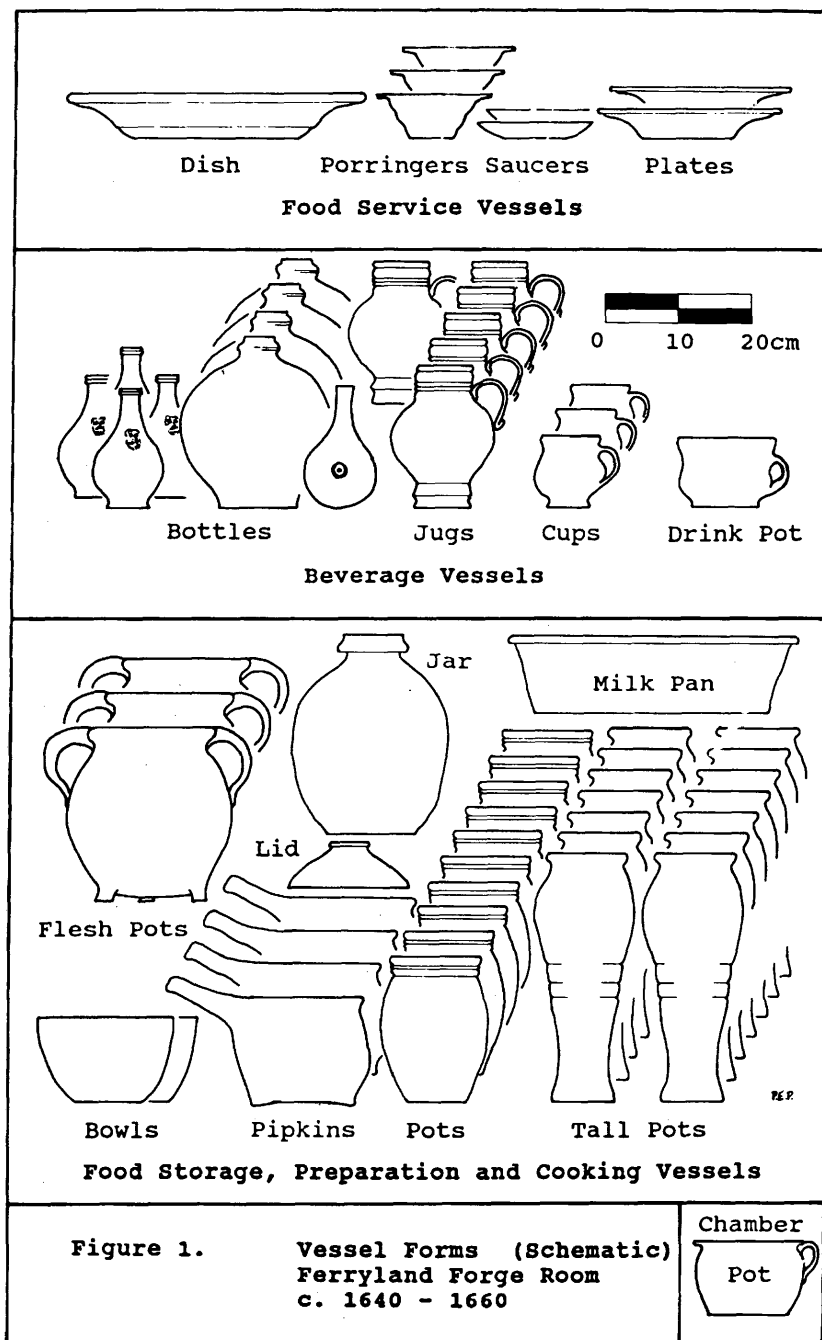 Dish Porringers Saucers Plates
Food Service Vessels
0 10 20cm
Bottles Jugs Cups Drink Pot
Beverage Vessels
Jar
Milk Pan
Lid
Flesh Pots
P.E.P.
Bowls Pipkins Pots Tall Pots
Food Storage, Preparation and Cooking Vessels
Figure 1. Vessel Forms (Schematic)
Ferryland Forge Room
c. 1640 - 1660
Chamber
Pot